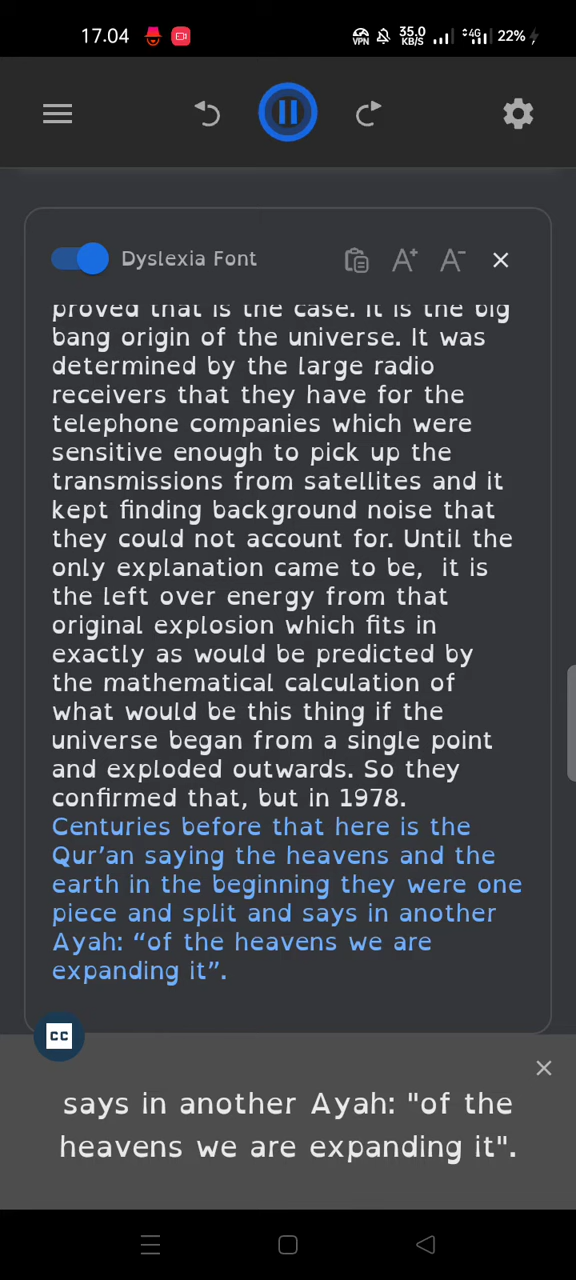 17.04
VPN 35.0 KB/S 4G 22%
Dyslexia Font A+ A-
proved that is the case. It is the big
bang origin of the universe. It was
determined by the large radio
receivers that they have for the
telephone companies which were
sensitive enough to pick up the
transmissions from satellites and it
kept finding background noise that
they could not account for. Until the
only explanation came to be,  it is
the left over energy from that
original explosion which fits in
exactly as would be predicted by
the mathematical calculation of
what would be this thing if the
universe began from a single point
and exploded outwards. So they
confirmed that, but in 1978.
Centuries before that here is the
Qur’an saying the heavens and the
earth in the beginning they were one
piece and split and says in another
Ayah: “of the heavens we are
expanding it”.
CC
says in another Ayah: "of the
heavens we are expanding it".